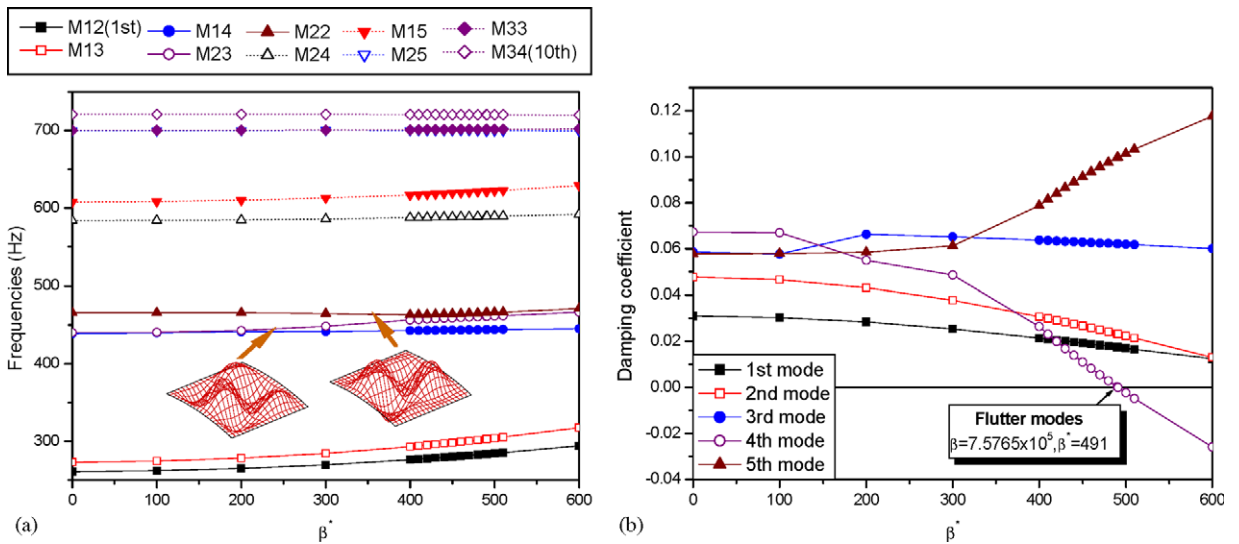 M12(1st) M14 M22 M15 M33
M13 M23 M24 M25 M34(10th)
700
600
500
400
300
Frequencies (Hz)
0 100 200 300 400 500 600
β*
(a)
0.12
0.10
0.08
0.06
0.04
0.02
0.00
-0.02
-0.04
Damping coefficient
1st mode
2nd mode
3rd mode
4th mode
5th mode
Flutter modes
β=7.5765x10⁵,β*=491
0 100 200 300 400 500 600
β*
(b)